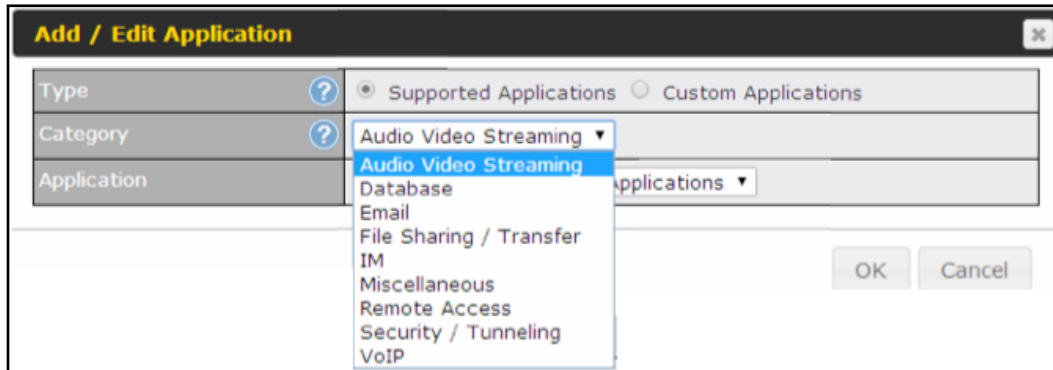 Add / Edit Application
Type ? Supported Applications Custom Applications
Category ? Audio Video Streaming
Audio Video Streaming
Application Applications
Database
Email
File Sharing / Transfer
IM
Miscellaneous
Remote Access
Security / Tunneling
VoIP
OK Cancel